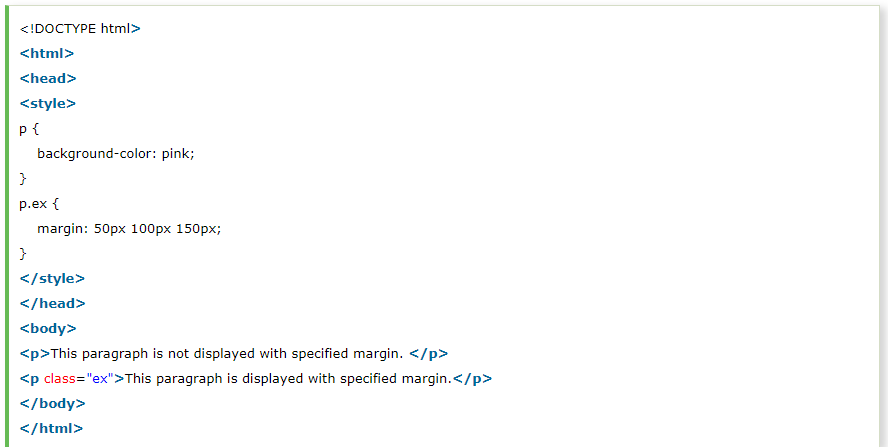 <!DOCTYPE html>
<html>
<head>
<style>
p {
    background-color: pink;
}
p.ex {
    margin: 50px 100px 150px;
}
</style>
</head>
<body>
<p>This paragraph is not displayed with specified margin. </p>
<p class="ex">This paragraph is displayed with specified margin.</p>
</body>
</html>